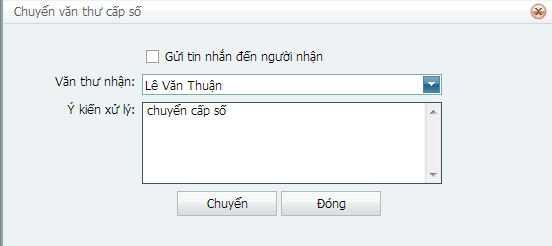 Chuyển văn thư cấp số
Gửi tin nhắn đến người nhận
Văn thư nhận: Lê Văn Thuận
Ý kiến xử lý: chuyển cấp số
Chuyển Đóng